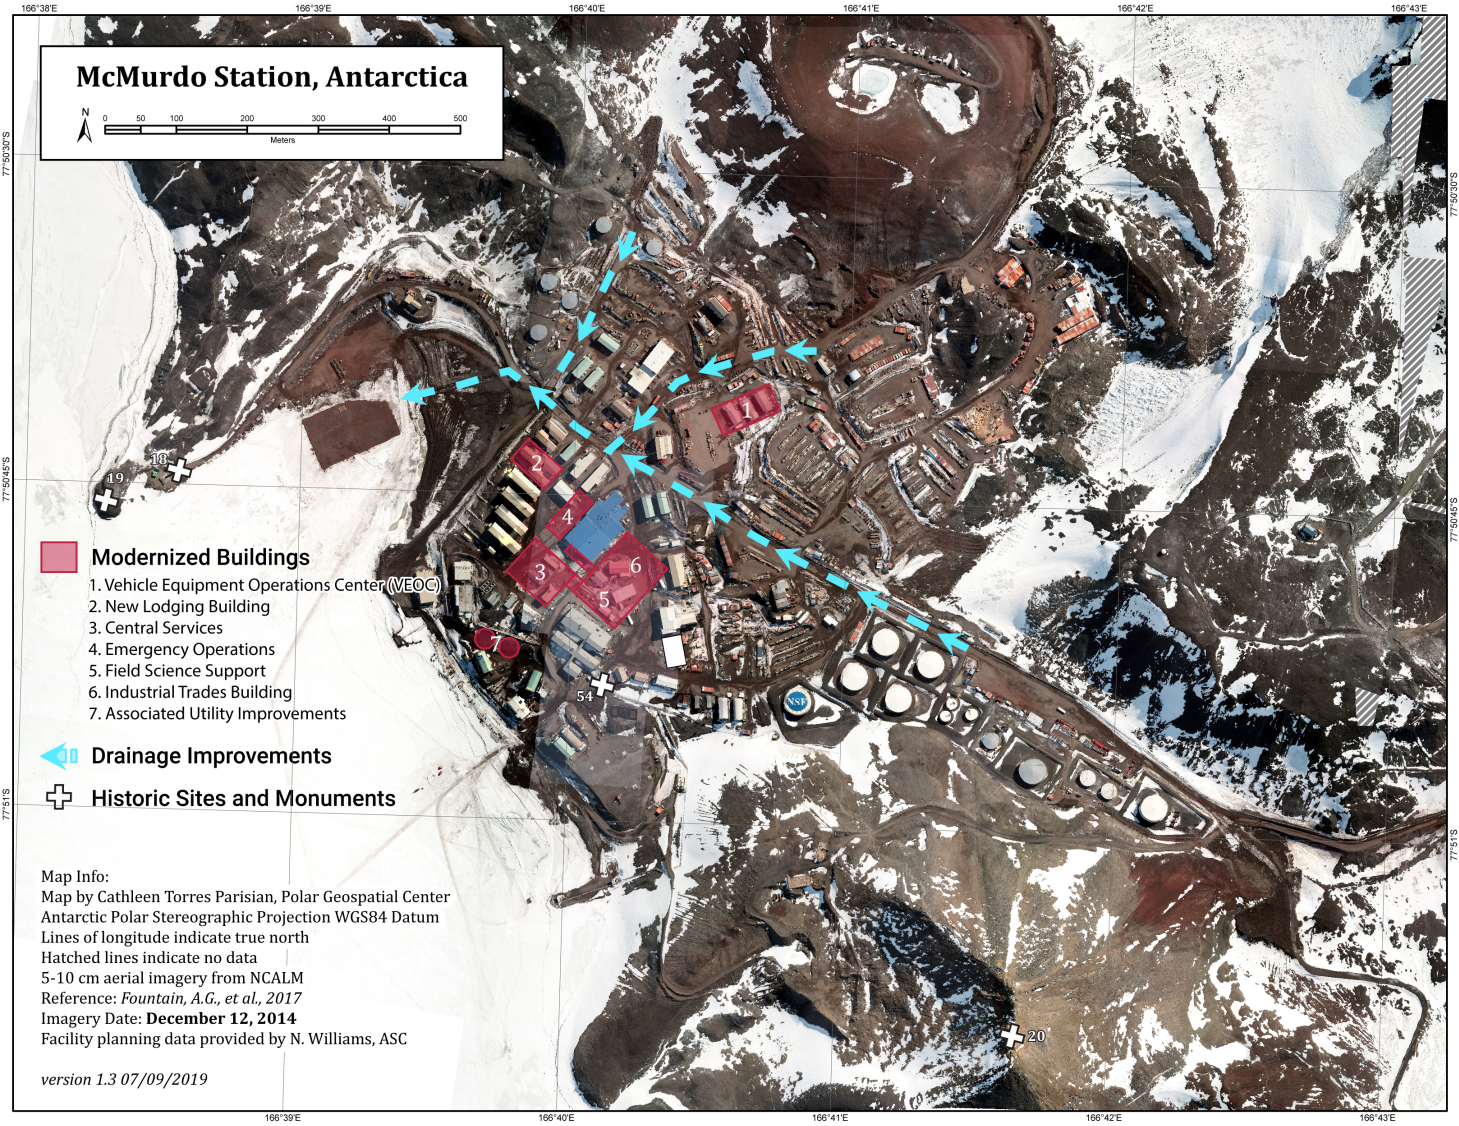 166°38'E 166°39'E 166°40'E 166°41'E 166°42'E 166°43'E
McMurdo Station, Antarctica
N
0 50 100 200 300 400 500
Meters
77°50'30"S
77°50'30"S
1
2
18
19
77°50'45"S
77°50'45"S
4
6
3
5
7
54
NSF
Modernized Buildings
1. Vehicle Equipment Operations Center (VEOC)
2. New Lodging Building
3. Central Services
4. Emergency Operations
5. Field Science Support
6. Industrial Trades Building
7. Associated Utility Improvements
Drainage Improvements
Historic Sites and Monuments
77°51'S
77°51'S
Map Info:
Map by Cathleen Torres Parisian, Polar Geospatial Center
Antarctic Polar Stereographic Projection WGS84 Datum
Lines of longitude indicate true north
Hatched lines indicate no data
5-10 cm aerial imagery from NCALM
Reference: Fountain, A.G., et al., 2017
Imagery Date: December 12, 2014
Facility planning data provided by N. Williams, ASC
20
version 1.3 07/09/2019
166°39'E 166°40'E 166°41'E 166°42'E 166°43'E